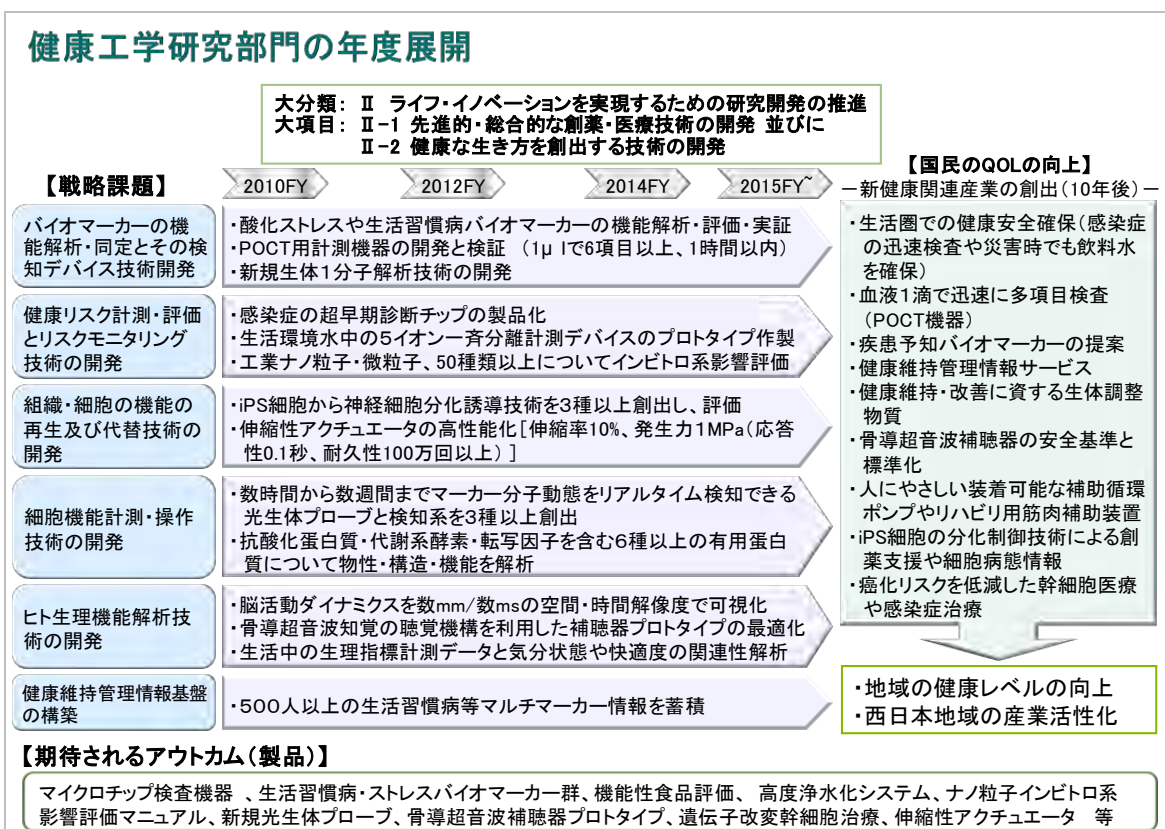 健康工学研究部門の年度展開
大分類： Ⅱ ライフ・イノベーションを実現するための研究開発の推進
大項目： Ⅱ-1 先進的・総合的な創薬・医療技術の開発 並びに
Ⅱ-2 健康な生き方を創出する技術の開発
【戦略課題】
2010FY
2012FY
2014FY
2015FY~
【国民のQOLの向上】
－新健康関連産業の創出（10年後）－
バイオマーカーの機
能解析・同定とその検
知デバイス技術開発
・酸化ストレスや生活習慣病バイオマーカーの機能解析・評価・実証
・POCT用計測機器の開発と検証 （1μlで6項目以上、1時間以内）
・新規生体１分子解析技術の開発
健康リスク計測・評価
とリスクモニタリング
技術の開発
・感染症の超早期診断チップの製品化
・生活環境水中の５イオン一斉分離計測デバイスのプロトタイプ作製
・工業ナノ粒子・微粒子、50種類以上についてインビトロ系影響評価
組織・細胞の機能の
再生及び代替技術の
開発
・iPS細胞から神経細胞分化誘導技術を３種以上創出し、評価
・伸縮性アクチュエータの高性能化［伸縮率10%、発生力１MPa（応答
性0.1秒、耐久性100万回以上）］
細胞機能計測・操作
技術の開発
・数時間から数週間までマーカー分子動態をリアルタイム検知できる
光生体プローブと検知系を３種以上創出
・抗酸化蛋白質・代謝系酵素・転写因子を含む６種以上の有用蛋白
質について物性・構造・機能を解析
ヒト生理機能解析技
術の開発
・脳活動ダイナミクスを数mm/数msの空間・時間解像度で可視化
・骨導超音波知覚の聴覚機構を利用した補聴器プロトタイプの最適化
・生活中の生理指標計測データと気分状態や快適度の関連性解析
健康維持管理情報基盤
の構築
・５００人以上の生活習慣病等マルチマーカー情報を蓄積
・生活圏での健康安全確保（感染症
の迅速検査や災害時でも飲料水
を確保）
・血液１滴で迅速に多項目検査
（POCT機器）
・疾患予知バイオマーカーの提案
・健康維持管理情報サービス
・健康維持・改善に資する生体調整
物質
・骨導超音波補聴器の安全基準と
標準化
・人にやさしい装着可能な補助循環
ポンプやリハビリ用筋肉補助装置
・iPS細胞の分化制御技術による創
薬支援や細胞病態情報
・癌化リスクを低減した幹細胞医療
や感染症治療
・地域の健康レベルの向上
・西日本地域の産業活性化
【期待されるアウトカム（製品）】
マイクロチップ検査機器 、生活習慣病・ストレスバイオマーカー群、機能性食品評価、 高度浄水化システム、ナノ粒子インビトロ系
影響評価マニュアル、新規光生体プローブ、骨導超音波補聴器プロトタイプ、遺伝子改変幹細胞治療、伸縮性アクチュエータ 等